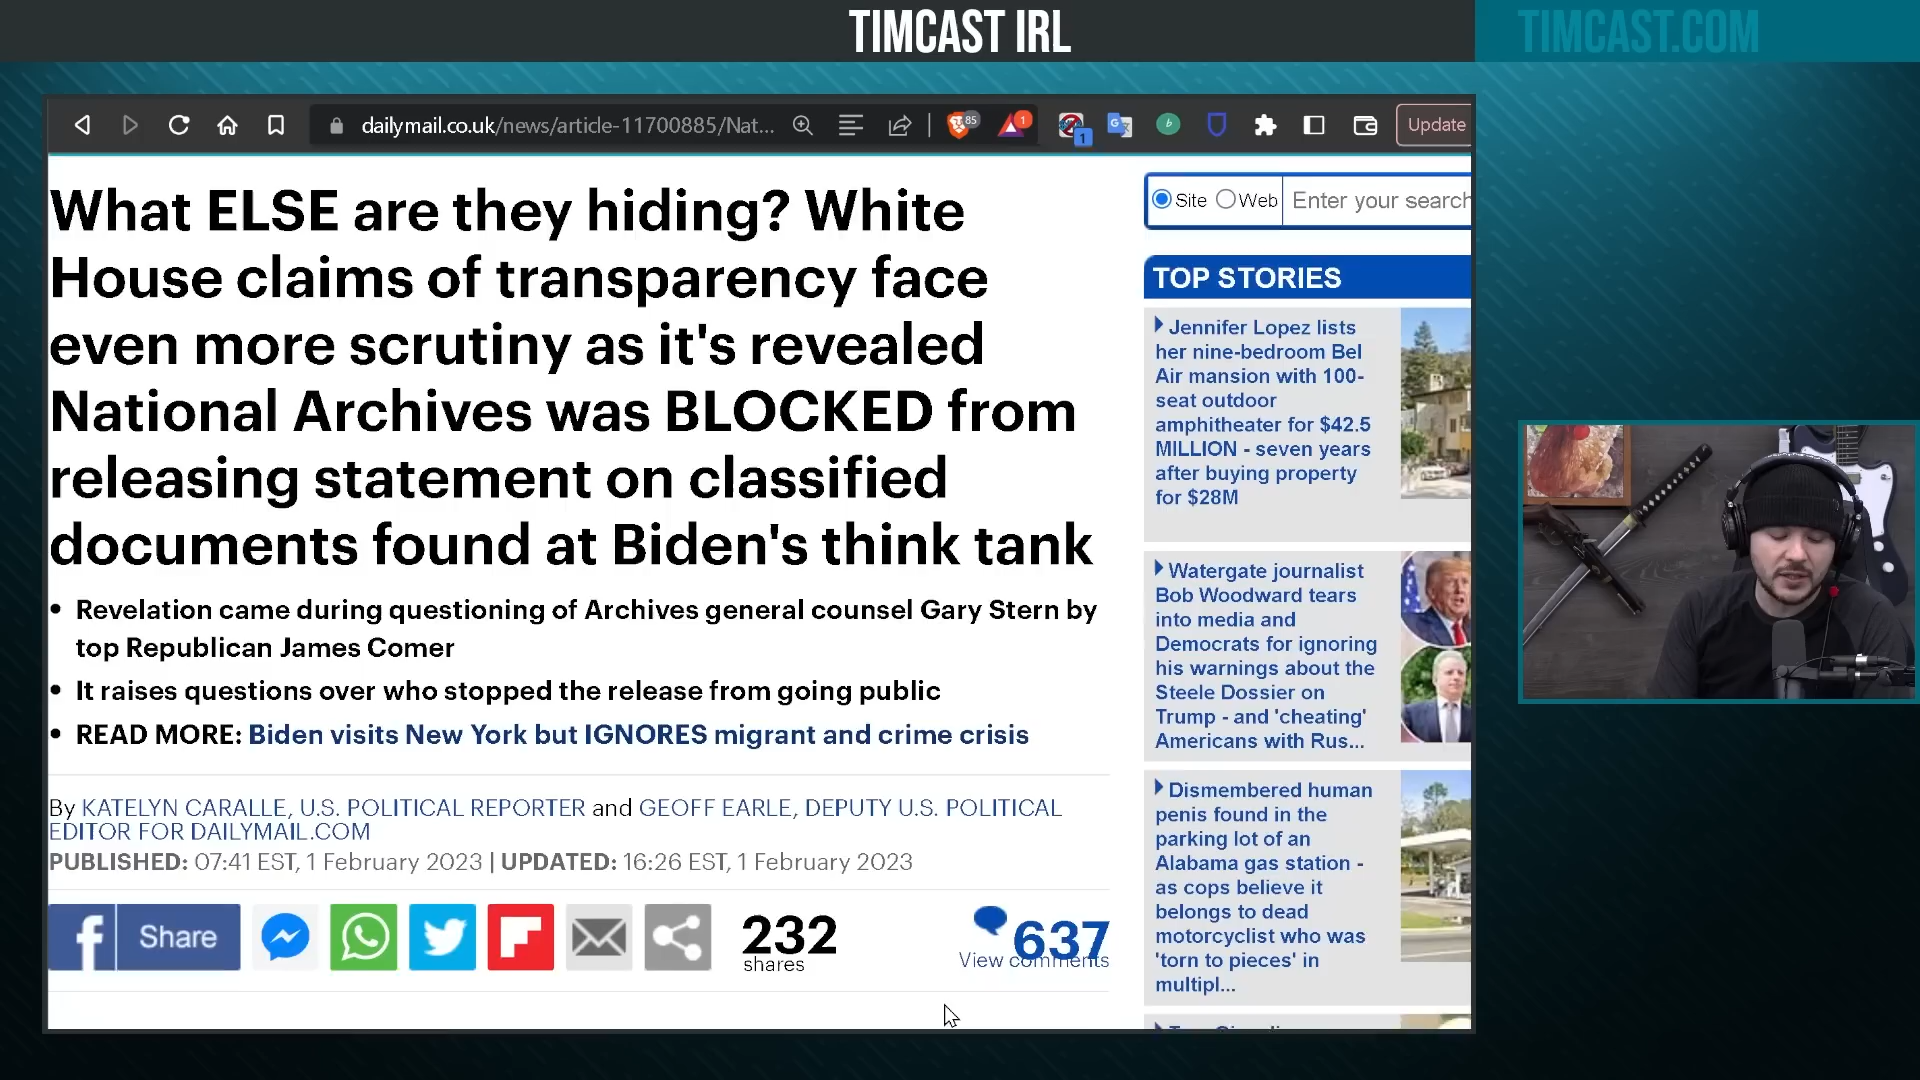 TIMCAST IRL
TIMCAST.COM
dailymail.co.uk/news/article-11700885/Nat...
85
1
1
Update
What ELSE are they hiding? White
House claims of transparency face
even more scrutiny as it's revealed
National Archives was BLOCKED from
releasing statement on classified
documents found at Biden's think tank
• Revelation came during questioning of Archives general counsel Gary Stern by
top Republican James Comer
• It raises questions over who stopped the release from going public
• READ MORE: Biden visits New York but IGNORES migrant and crime crisis
By KATELYN CARALLE, U.S. POLITICAL REPORTER and GEOFF EARLE, DEPUTY U.S. POLITICAL
EDITOR FOR DAILYMAIL.COM
PUBLISHED: 07:41 EST, 1 February 2023 | UPDATED: 16:26 EST, 1 February 2023
Share
232
shares
637
View comments
Site Web Enter your search
TOP STORIES
Jennifer Lopez lists
her nine-bedroom Bel
Air mansion with 100-
seat outdoor
amphitheater for $42.5
MILLION - seven years
after buying property
for $28M
Watergate journalist
Bob Woodward tears
into media and
Democrats for ignoring
his warnings about the
Steele Dossier on
Trump - and 'cheating'
Americans with Rus...
Dismembered human
penis found in the
parking lot of an
Alabama gas station -
as cops believe it
belongs to dead
motorcyclist who was
'torn to pieces' in
multipl...